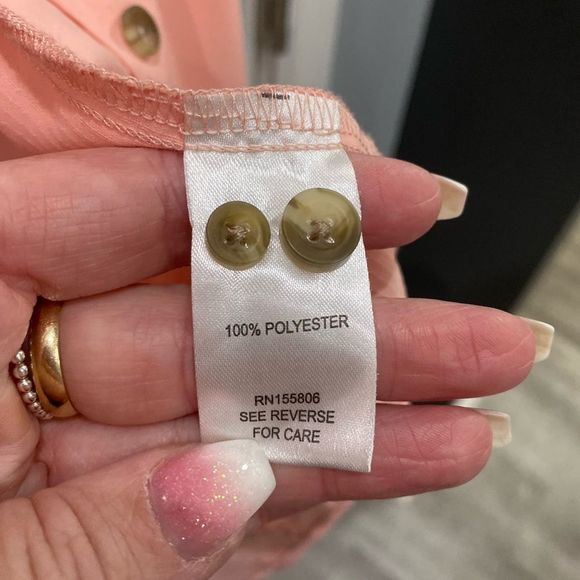 100% POLYESTER
RN155806
SEE REVERSE
FOR CARE